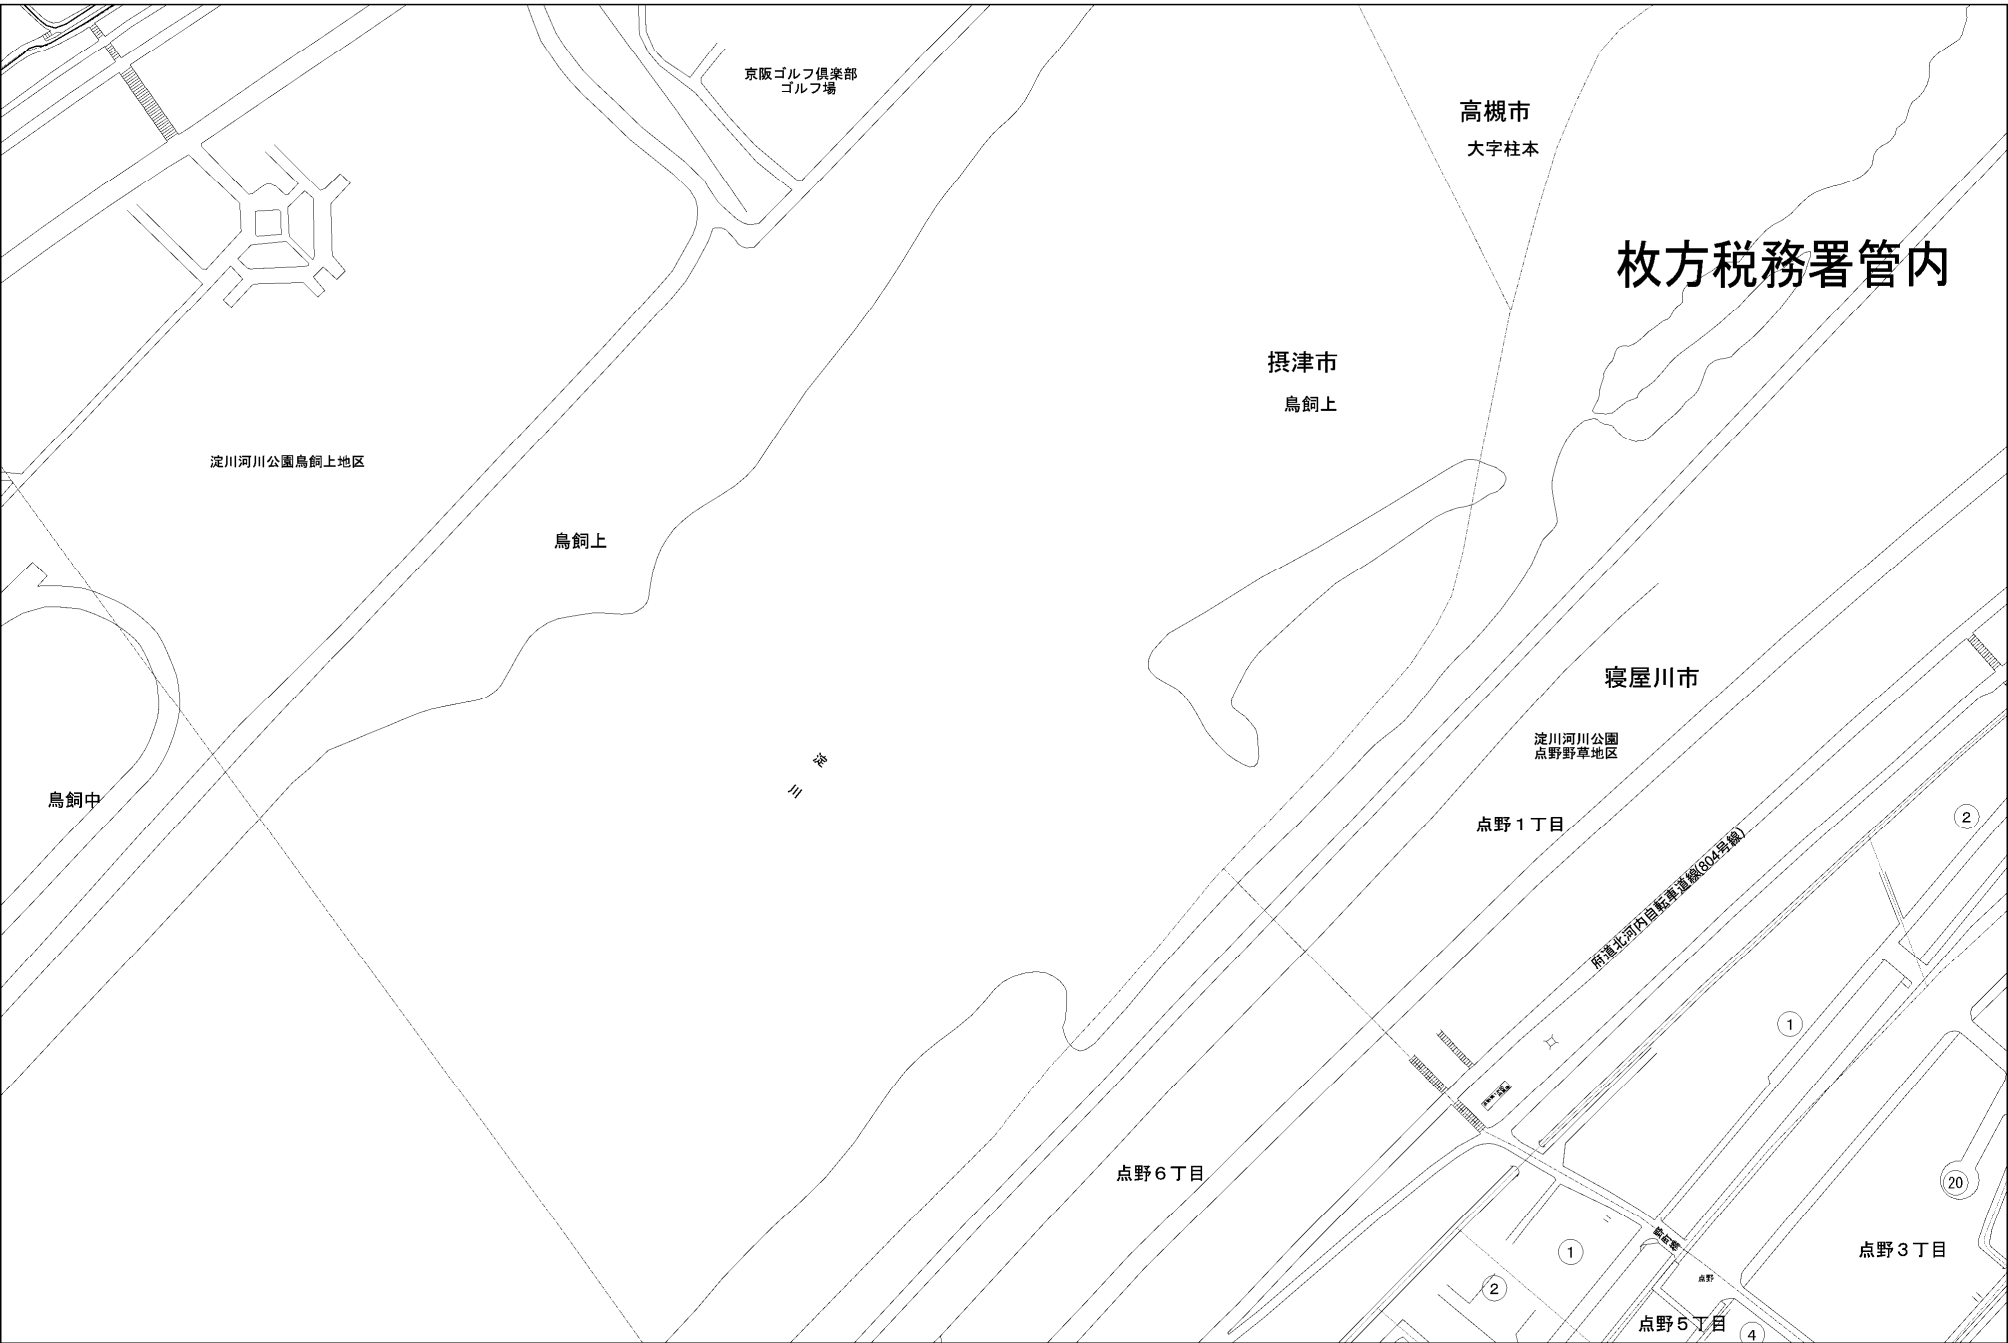 京阪ゴルフ倶楽部
ゴルフ場
高槻市
大字柱本
枚方税務署管内
摂津市
鳥飼上
淀川河川公園鳥飼上地区
鳥飼上
寝屋川市
淀川河川公園
点野野草地区
淀川
鳥飼中
点野1丁目
2
府道北河内自転車道線(804号線)
1
点野6丁目
20
点野3丁目
1
2
点野
点野5丁目
4